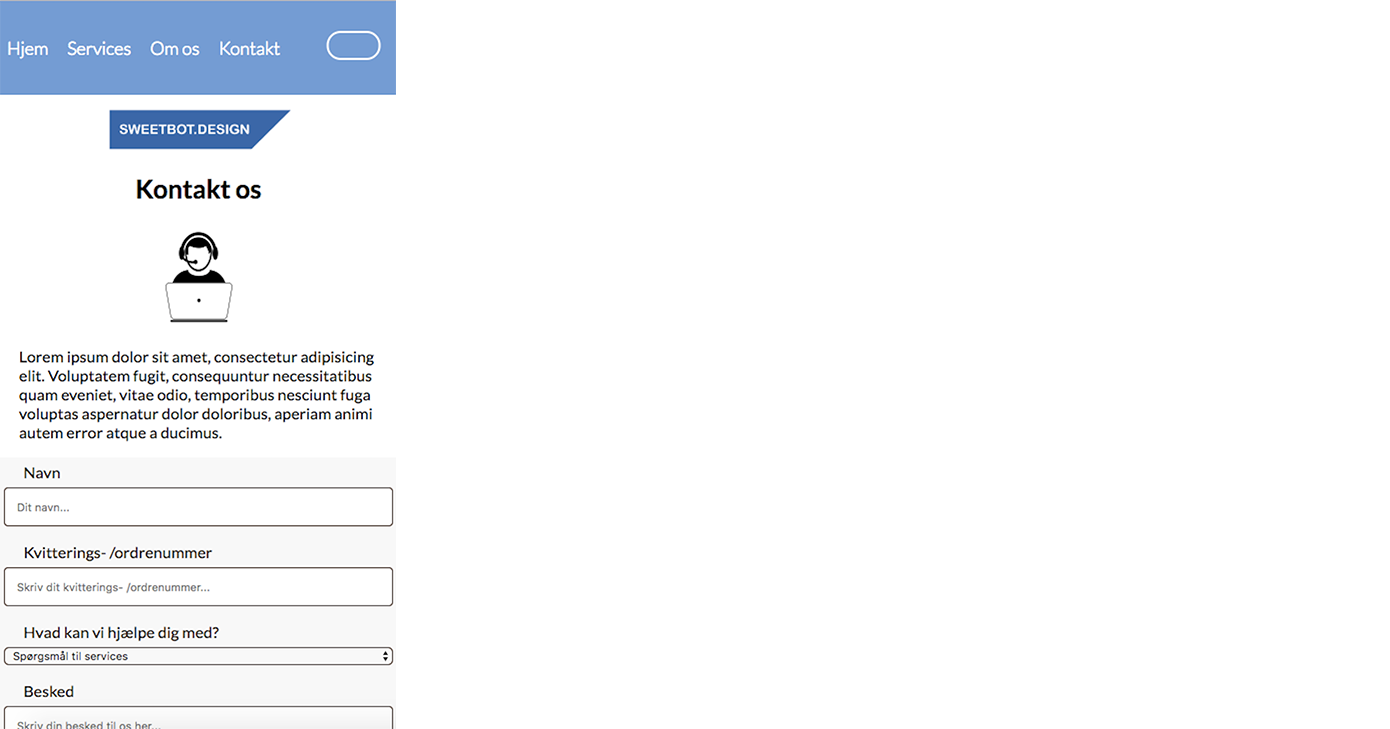 Hjem Services Om os Kontakt
SWEETBOT.DESIGN
Kontakt os
Lorem ipsum dolor sit amet, consectetur adipisicing
elit. Voluptatem fugit, consequuntur necessitatibus
quam eveniet, vitae odio, temporibus nesciunt fuga
voluptas aspernatur dolor doloribus, aperiam animi
autem error atque a ducimus.
Navn
Dit navn...
Kvitterings- /ordrenummer
Skriv dit kvitterings- /ordrenummer...
Hvad kan vi hjælpe dig med?
Spørgsmål til services
Besked
Skriv din besked til os her...